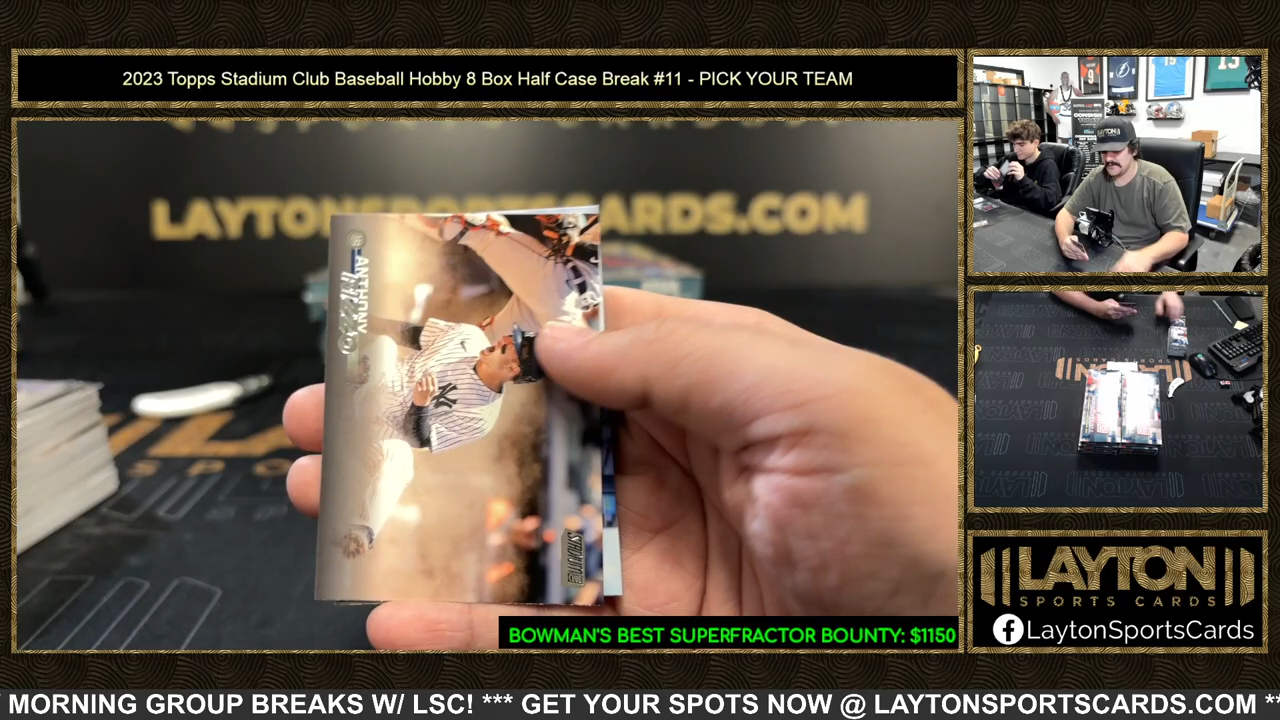 2023 Topps Stadium Club Baseball Hobby 8 Box Half Case Break #11 - PICK YOUR TEAM
LAYTONSPORTSCARDS.COM
ANTHONY
RIZZO
BOWMAN'S BEST SUPERFRACTOR BOUNTY: $1150
LAYTON
SPORTS CARDS
LaytonSportsCards
MORNING GROUP BREAKS W/ LSC! *** GET YOUR SPOTS NOW @ LAYTONSPORTSCARDS.COM **